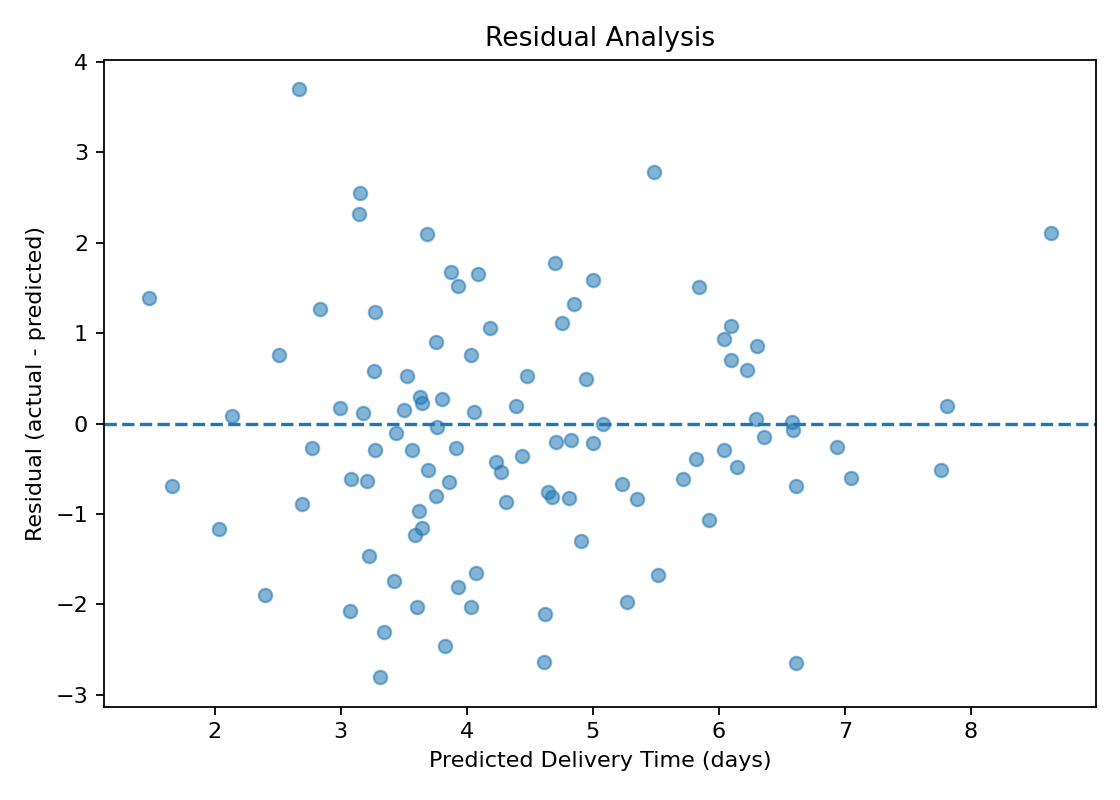 Residual Analysis
4
3
2
1
0
−1
−2
−3
Residual (actual - predicted)
2 3 4 5 6 7 8
Predicted Delivery Time (days)